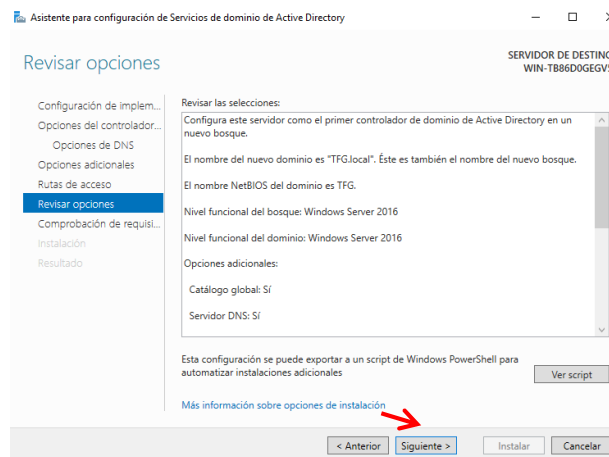 Asistente para configuración de Servicios de dominio de Active Directory
Revisar opciones
SERVIDOR DE DESTINO
WIN-TB86D0GEGV
Configuración de implem...
Opciones del controlador...
Opciones de DNS
Opciones adicionales
Rutas de acceso
Revisar opciones
Comprobación de requisi...
Instalación
Resultado
Revisar las selecciones:
Configura este servidor como el primer controlador de dominio de Active Directory en un
nuevo bosque.
El nombre del nuevo dominio es "TFG.local". Éste es también el nombre del nuevo bosque.
El nombre NetBIOS del dominio es TFG.
Nivel funcional del bosque: Windows Server 2016
Nivel funcional del dominio: Windows Server 2016
Opciones adicionales:
Catálogo global: Sí
Servidor DNS: Sí
Esta configuración se puede exportar a un script de Windows PowerShell para
automatizar instalaciones adicionales
Ver script
Más información sobre opciones de instalación
< Anterior
Siguiente >
Instalar
Cancelar